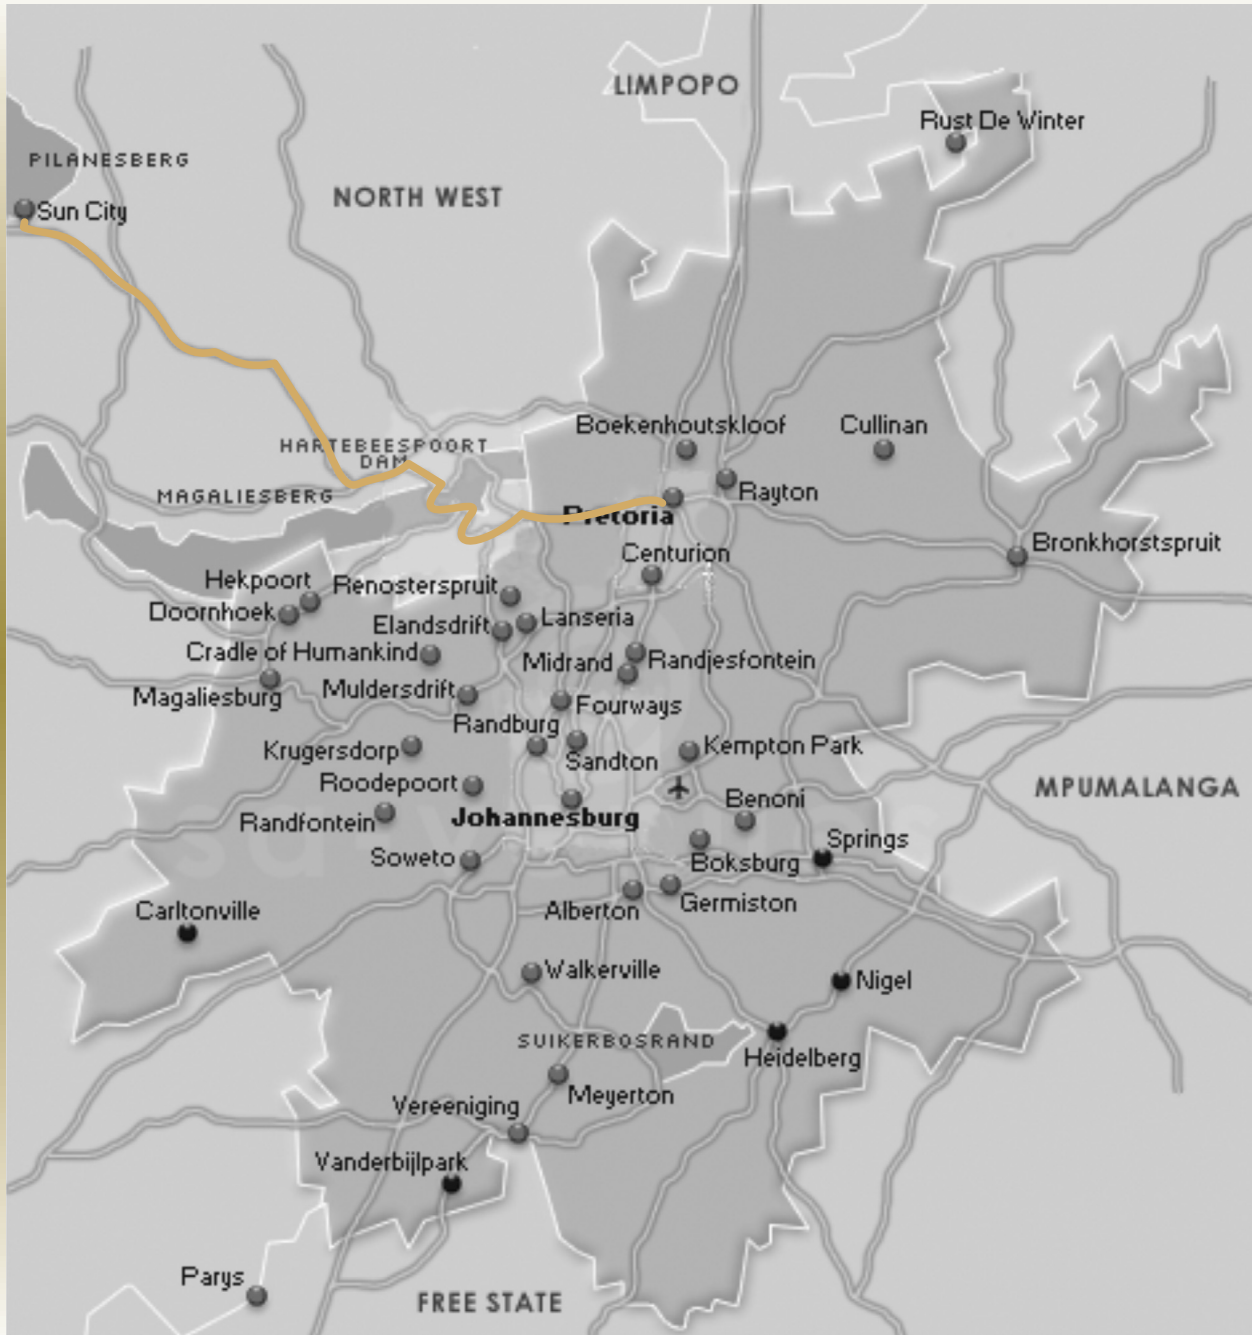 LIMPOPO
Rust De Winter
PILANESBERG
NORTH WEST
Sun City
Boekenhoutskloof
Cullinan
HARTEBEESPOORT
DAM
MAGALIESBERG
Rayton
Pretoria
Bronkhorstspruit
Centurion
Hekpoort
Renosterspruit
Doornhoek
Elandsdrift
Lanseria
Cradle of Humankind
Midrand
Randjesfontein
Magaliesburg
Muldersdrift
Fourways
Randburg
Krugersdorp
Sandton
Kempton Park
Roodepoort
MPUMALANGA
Benoni
Randfontein
Johannesburg
Springs
Soweto
Boksburg
Carltonville
Alberton
Germiston
Walkerville
Nigel
SUIKERBOSRAND
Heidelberg
Meyerton
Vereeniging
Vanderbijlpark
Parys
FREE STATE